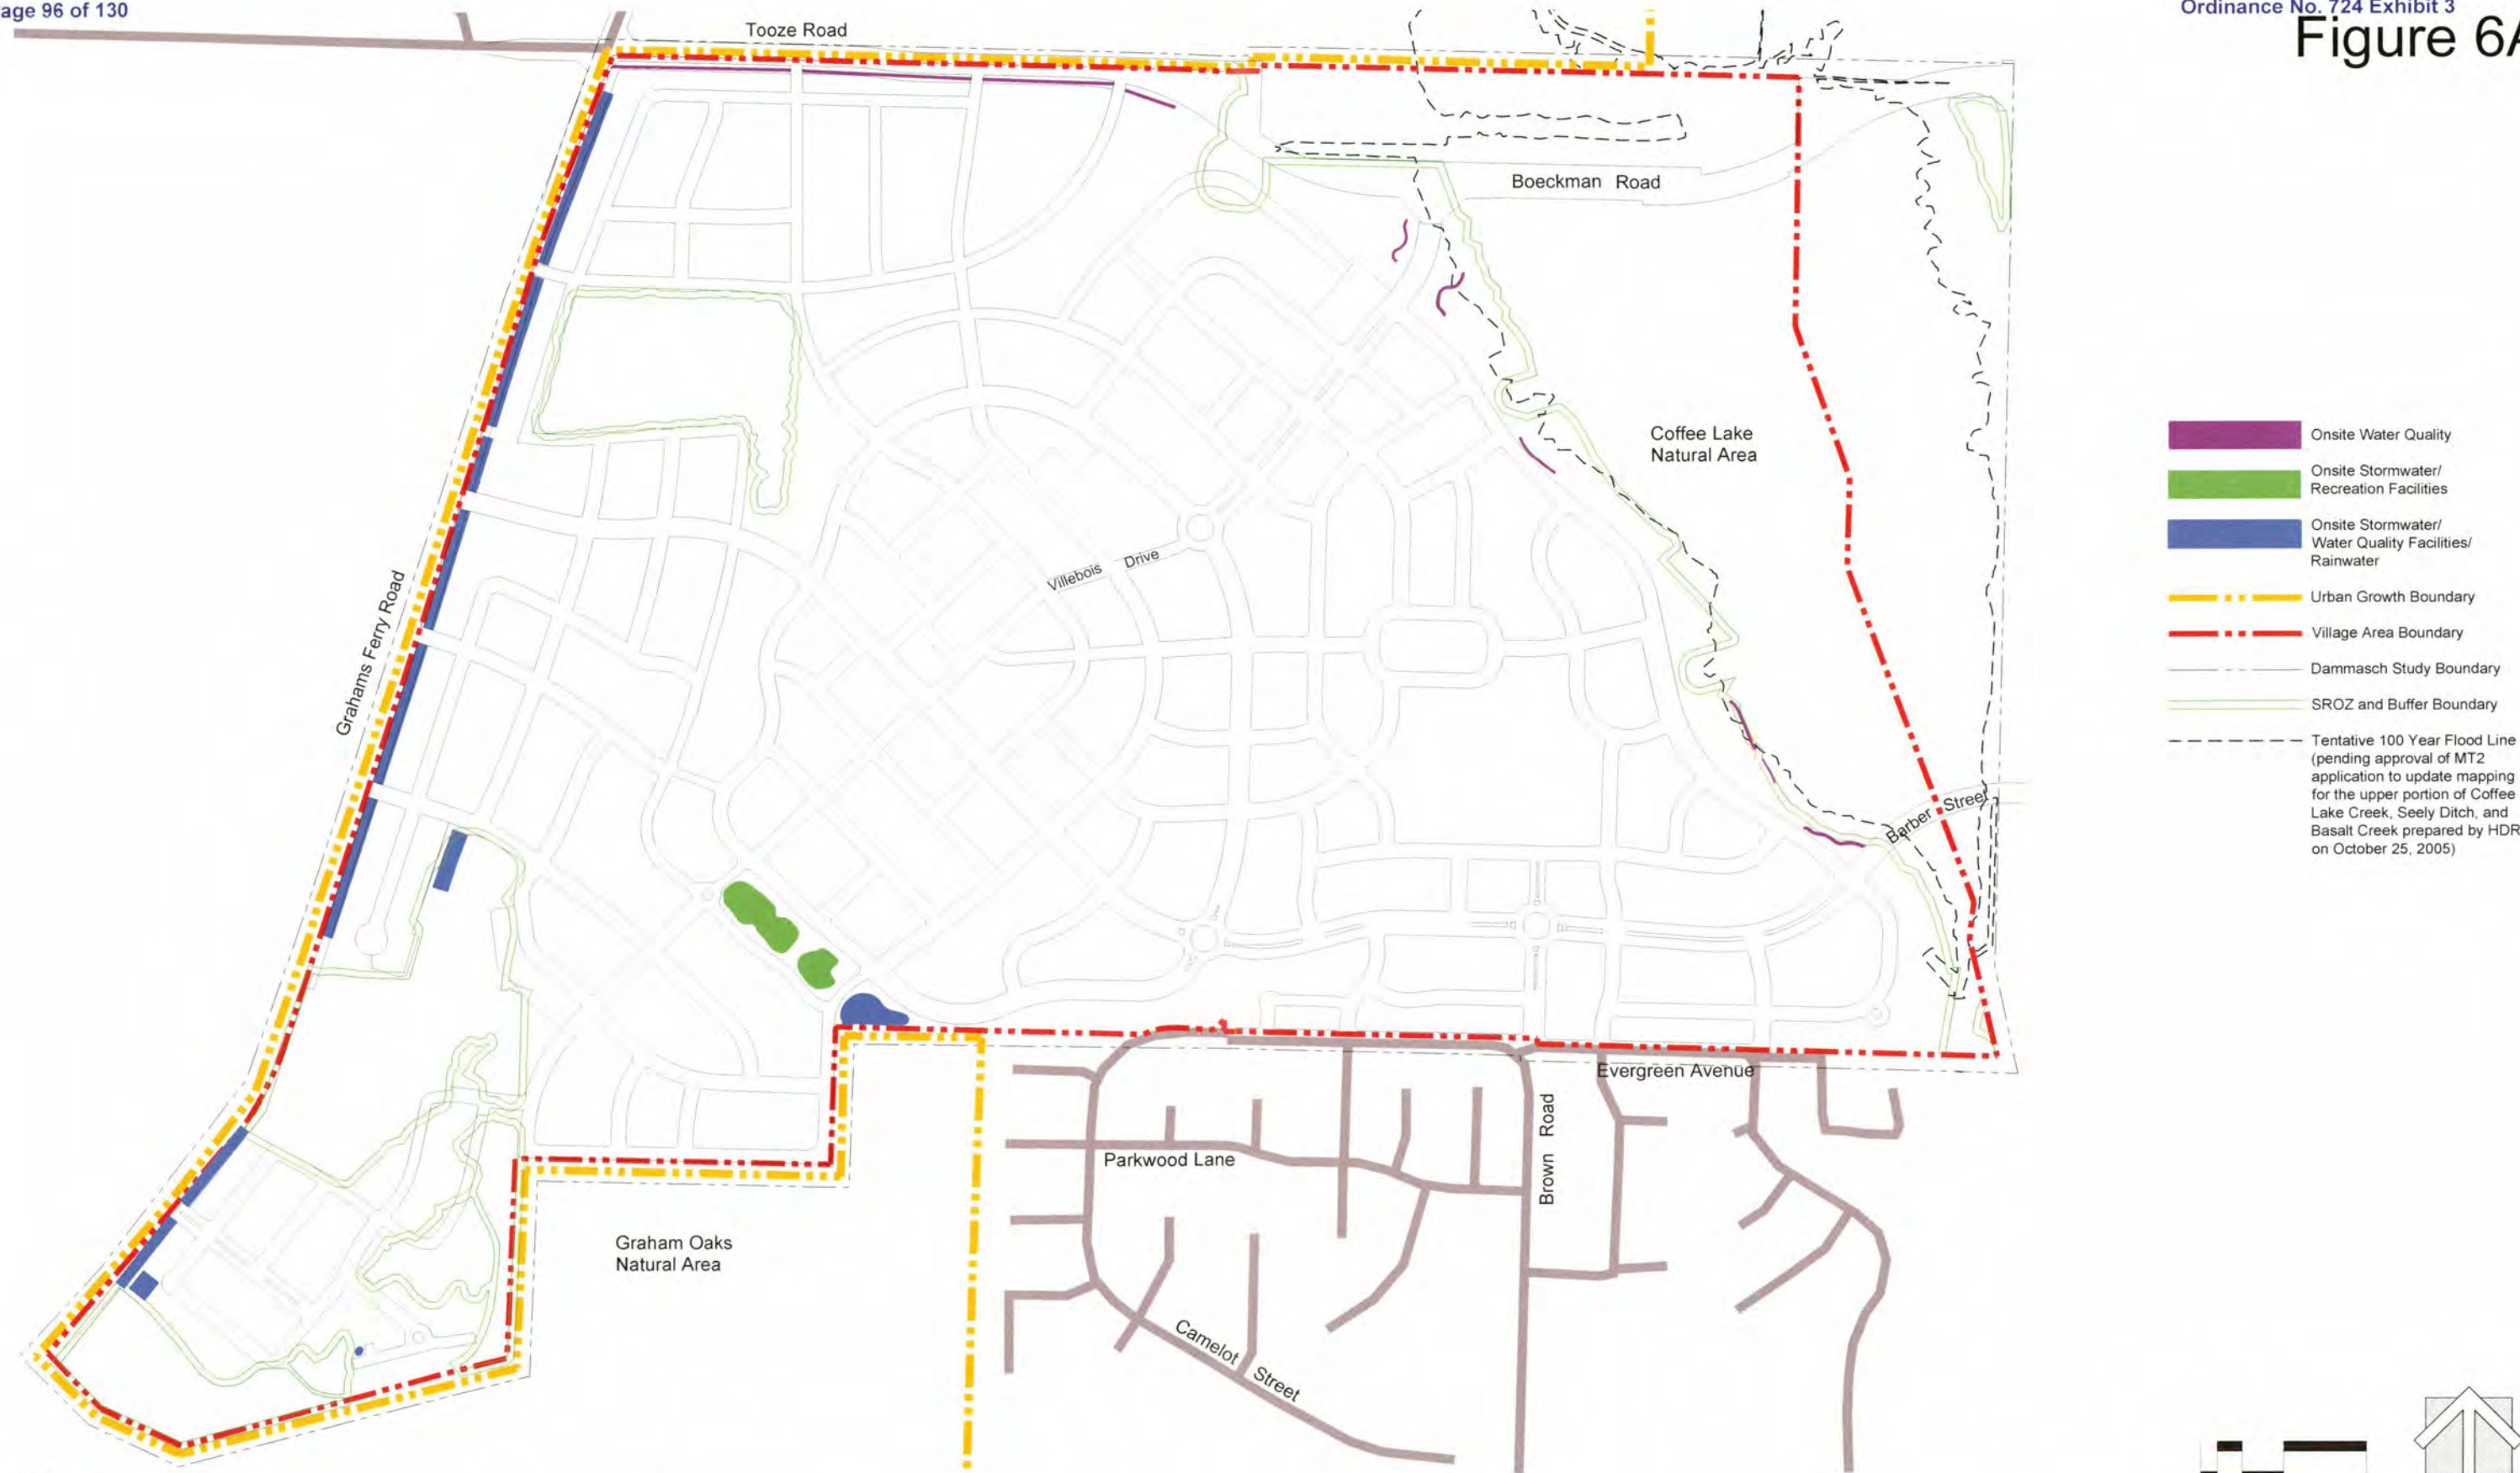 age 96 of 130
Ordinance No. 724 Exhibit 3
Figure 6A
Tooze Road
Boeckman Road
Coffee Lake
Natural Area
Villebois Drive
Grahams Ferry Road
Barber Street
Evergreen Avenue
Brown Road
Parkwood Lane
Graham Oaks
Natural Area
Camelot Street
Onsite Water Quality
Onsite Stormwater/
Recreation Facilities
Onsite Stormwater/
Water Quality Facilities/
Rainwater
Urban Growth Boundary
Village Area Boundary
Dammasch Study Boundary
SROZ and Buffer Boundary
Tentative 100 Year Flood Line
(pending approval of MT2
application to update mapping
for the upper portion of Coffee
Lake Creek, Seely Ditch, and
Basalt Creek prepared by HDR
on October 25, 2005)